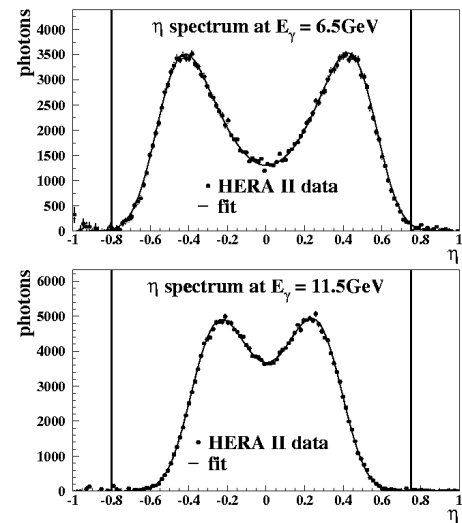 η spectrum at Eγ = 6.5GeV
photons
3500
3000
2500
2000
1500
1000
500
0
• HERA II data
– fit
-1 -0.8 -0.6 -0.4 -0.2 0 0.2 0.4 0.6 0.8 1
η
η spectrum at Eγ = 11.5GeV
photons
6000
5000
4000
3000
2000
1000
0
• HERA II data
– fit
-1 -0.8 -0.6 -0.4 -0.2 0 0.2 0.4 0.6 0.8 1
η